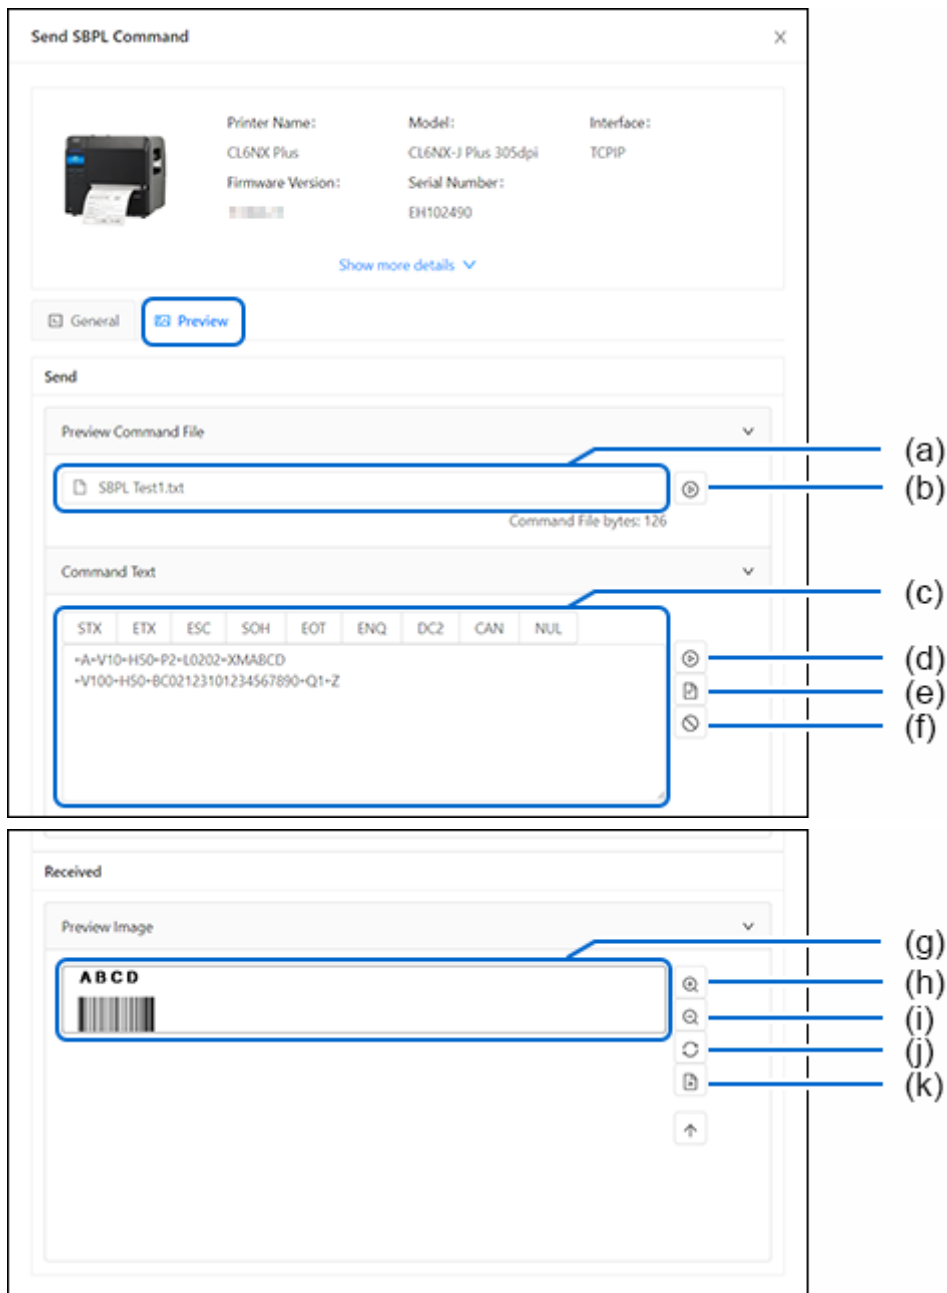 Send SBPL Command
Printer Name: Model: Interface:
CL6NX Plus CL6NX-J Plus 305dpi TCPIP
Firmware Version: Serial Number:
EH102490
Show more details
General Preview
Send
Preview Command File
(a)
SBPL Test1.txt (b)
Command File bytes: 126
Command Text
(c)
STX ETX ESC SOH EOT ENQ DC2 CAN NUL
A V10 H50 P2 L0202 XMABCD (d)
V100 H50 BC02123101234567890 Q1 Z (e)
(f)
Received
Preview Image
(g)
ABCD (h)
(i)
(j)
(k)